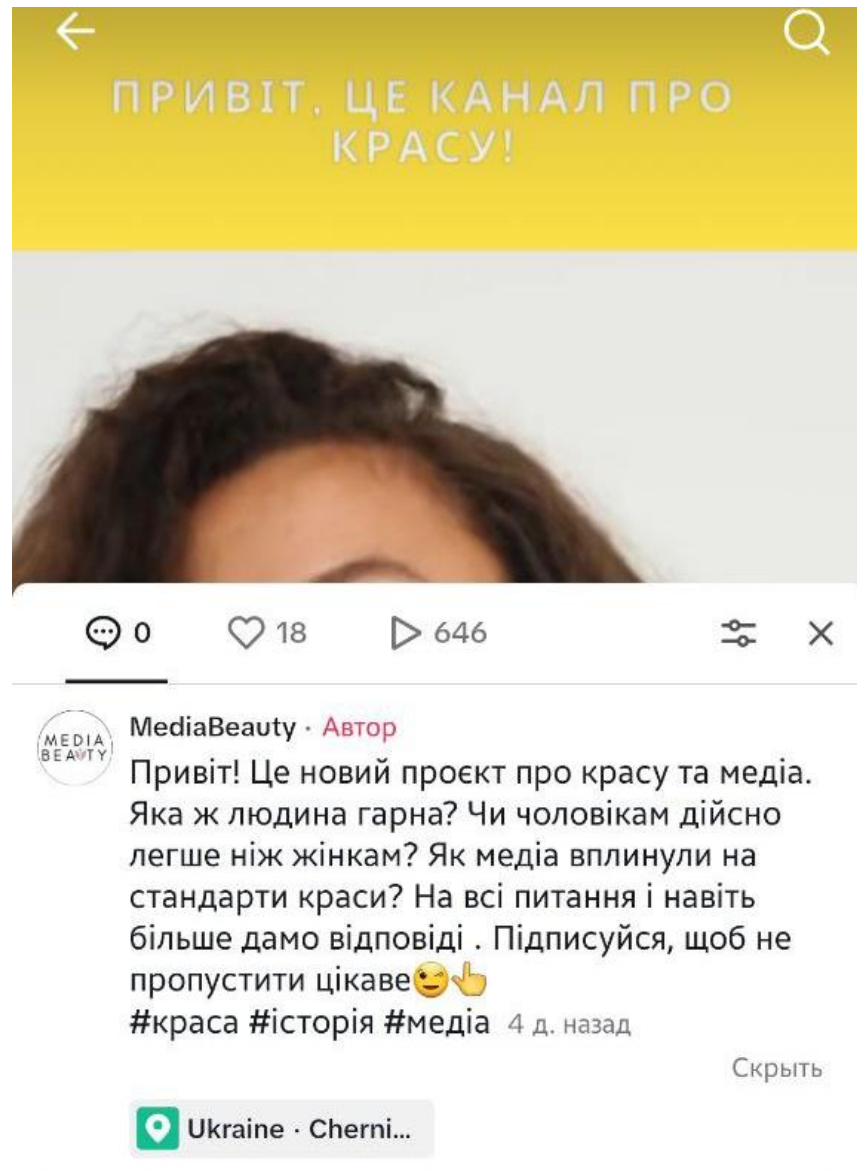 ПРИВІТ, ЦЕ КАНАЛ ПРО
КРАСУ!
0 18 646
MEDIA
BEAUTY
MediaBeauty · Автор
Привіт! Це новий проєкт про красу та медіа.
Яка ж людина гарна? Чи чоловікам дійсно
легше ніж жінкам? Як медіа вплинули на
стандарти краси? На всі питання і навіть
більше дамо відповіді . Підписуйся, щоб не
пропустити цікаве😉👆
#краса #історія #медіа 4 д. назад
Скрыть
Ukraine · Cherni...